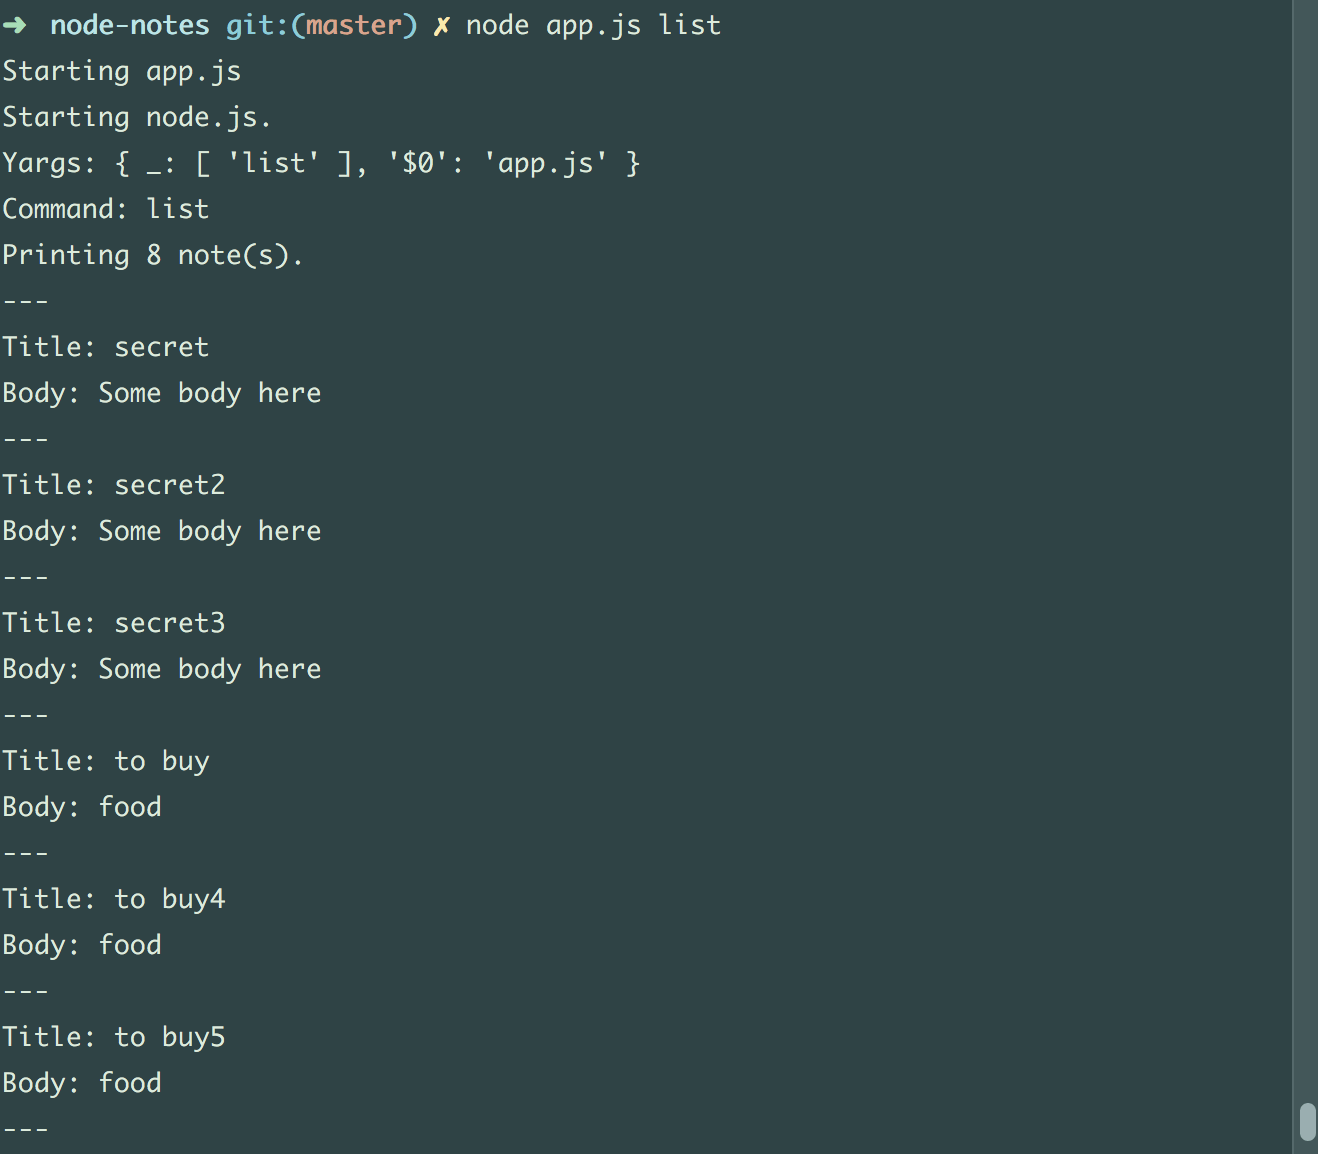 ➜ node-notes git:(master) ✗ node app.js list
Starting app.js
Starting node.js.
Yargs: { _: [ 'list' ], '$0': 'app.js' }
Command: list
Printing 8 note(s).
---
Title: secret
Body: Some body here
---
Title: secret2
Body: Some body here
---
Title: secret3
Body: Some body here
---
Title: to buy
Body: food
---
Title: to buy4
Body: food
---
Title: to buy5
Body: food
---